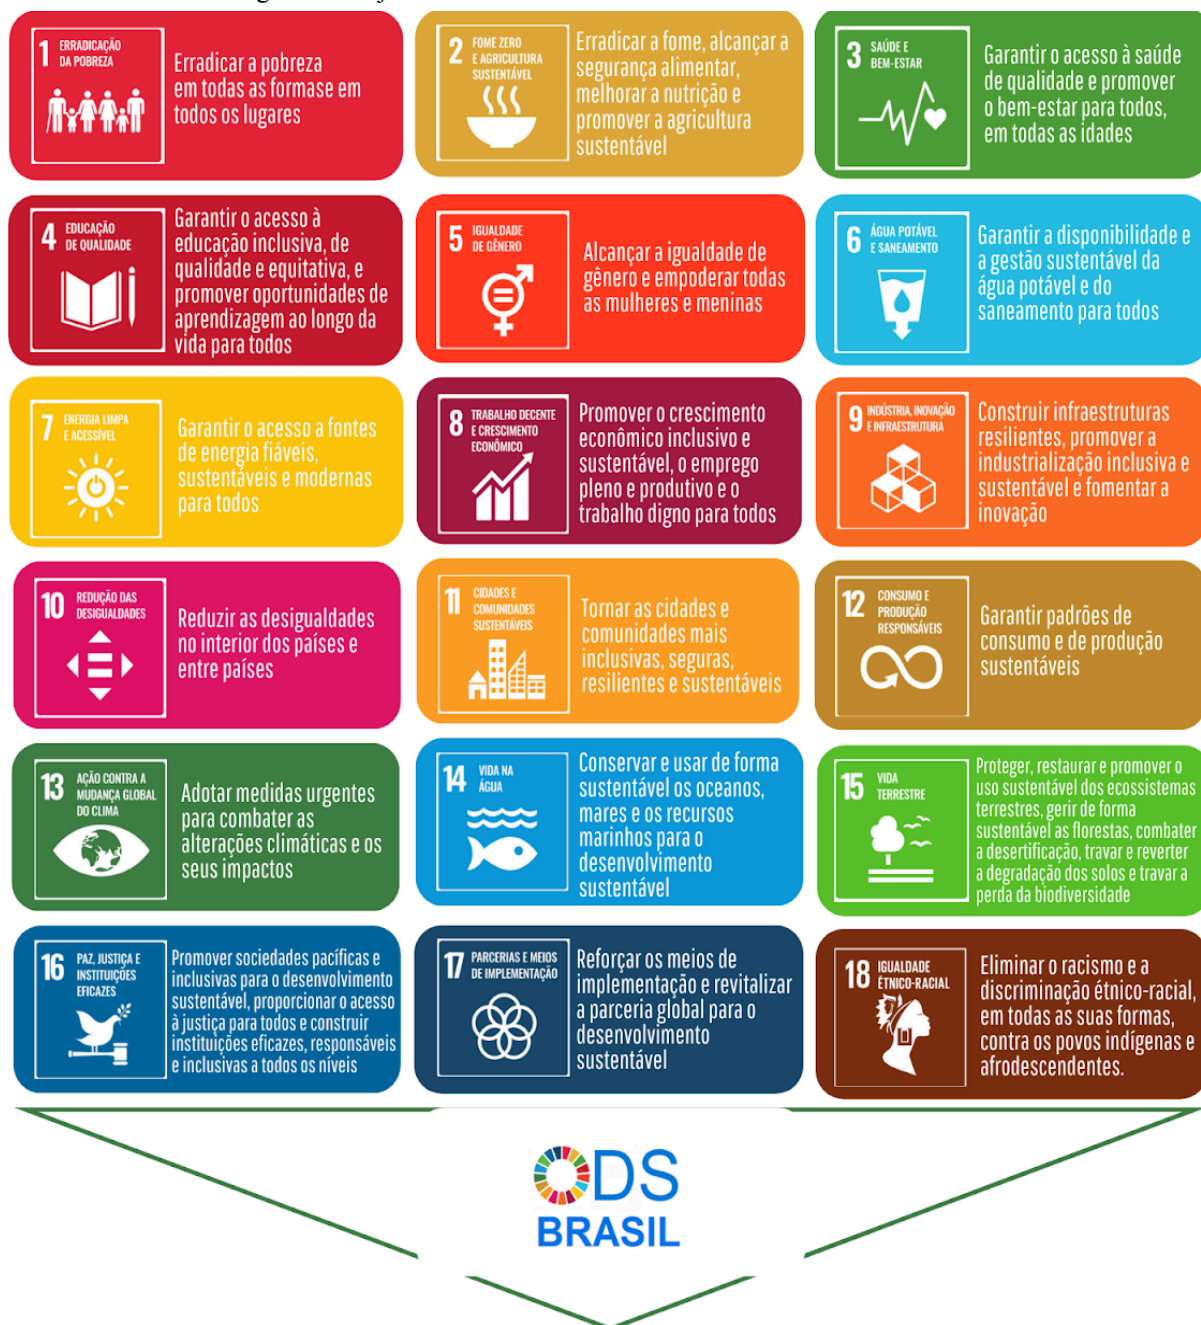 1 ERRADICAÇÃO
DA POBREZA
Erradicar a pobreza
em todas as formase em
todos os lugares
2 FOME ZERO
E AGRICULTURA
SUSTENTÁVEL
Erradicar a fome, alcançar a
segurança alimentar,
melhorar a nutrição e
promover a agricultura
sustentável
3 SAÚDE E
BEM-ESTAR
Garantir o acesso à saúde
de qualidade e promover
o bem-estar para todos,
em todas as idades
4 EDUCAÇÃO
DE QUALIDADE
Garantir o acesso à
educação inclusiva, de
qualidade e equitativa, e
promover oportunidades de
aprendizagem ao longo da
vida para todos
5 IGUALDADE
DE GÊNERO
Alcançar a igualdade de
gênero e empoderar todas
as mulheres e meninas
6 ÁGUA POTÁVEL
E SANEAMENTO
Garantir a disponibilidade e
a gestão sustentável da
água potável e do
saneamento para todos
7 ENERGIA LIMPA
E ACESSÍVEL
Garantir o acesso a fontes
de energia fiáveis,
sustentáveis e modernas
para todos
8 TRABALHO DECENTE
E CRESCIMENTO
ECONÔMICO
Promover o crescimento
econômico inclusivo e
sustentável, o emprego
pleno e produtivo e o
trabalho digno para todos
9 INDÚSTRIA, INOVAÇÃO
E INFRAESTRUTURA
Construir infraestruturas
resilientes, promover a
industrialização inclusiva e
sustentável e fomentar a
inovação
10 REDUÇÃO DAS
DESIGUALDADES
Reduzir as desigualdades
no interior dos países e
entre países
11 CIDADES E
COMUNIDADES
SUSTENTÁVEIS
Tornar as cidades e
comunidades mais
inclusivas, seguras,
resilientes e sustentáveis
12 CONSUMO E
PRODUÇÃO
RESPONSÁVEIS
Garantir padrões de
consumo e de produção
sustentáveis
13 AÇÃO CONTRA A
MUDANÇA GLOBAL
DO CLIMA
Adotar medidas urgentes
para combater as
alterações climáticas e os
seus impactos
14 VIDA NA
ÁGUA
Conservar e usar de forma
sustentável os oceanos,
mares e os recursos
marinhos para o
desenvolvimento
sustentável
15 VIDA
TERRESTRE
Proteger, restaurar e promover o
uso sustentável dos ecossistemas
terrestres, gerir de forma
sustentável as florestas, combater
a desertificação, travar e reverter
a degradação dos solos e travar a
perda da biodiversidade
16 PAZ, JUSTIÇA E
INSTITUIÇÕES
EFICAZES
Promover sociedades pacíficas e
inclusivas para o desenvolvimento
sustentável, proporcionar o acesso
à justiça para todos e construir
instituições eficazes, responsáveis
e inclusivas a todos os níveis
17 PARCERIAS E MEIOS
DE IMPLEMENTAÇÃO
Reforçar os meios de
implementação e revitalizar
a parceria global para o
desenvolvimento
sustentável
18 IGUALDADE
ÉTNICO-RACIAL
Eliminar o racismo e a
discriminação étnico-racial,
em todas as suas formas,
contra os povos indígenas e
afrodescendentes.
ODS
BRASIL